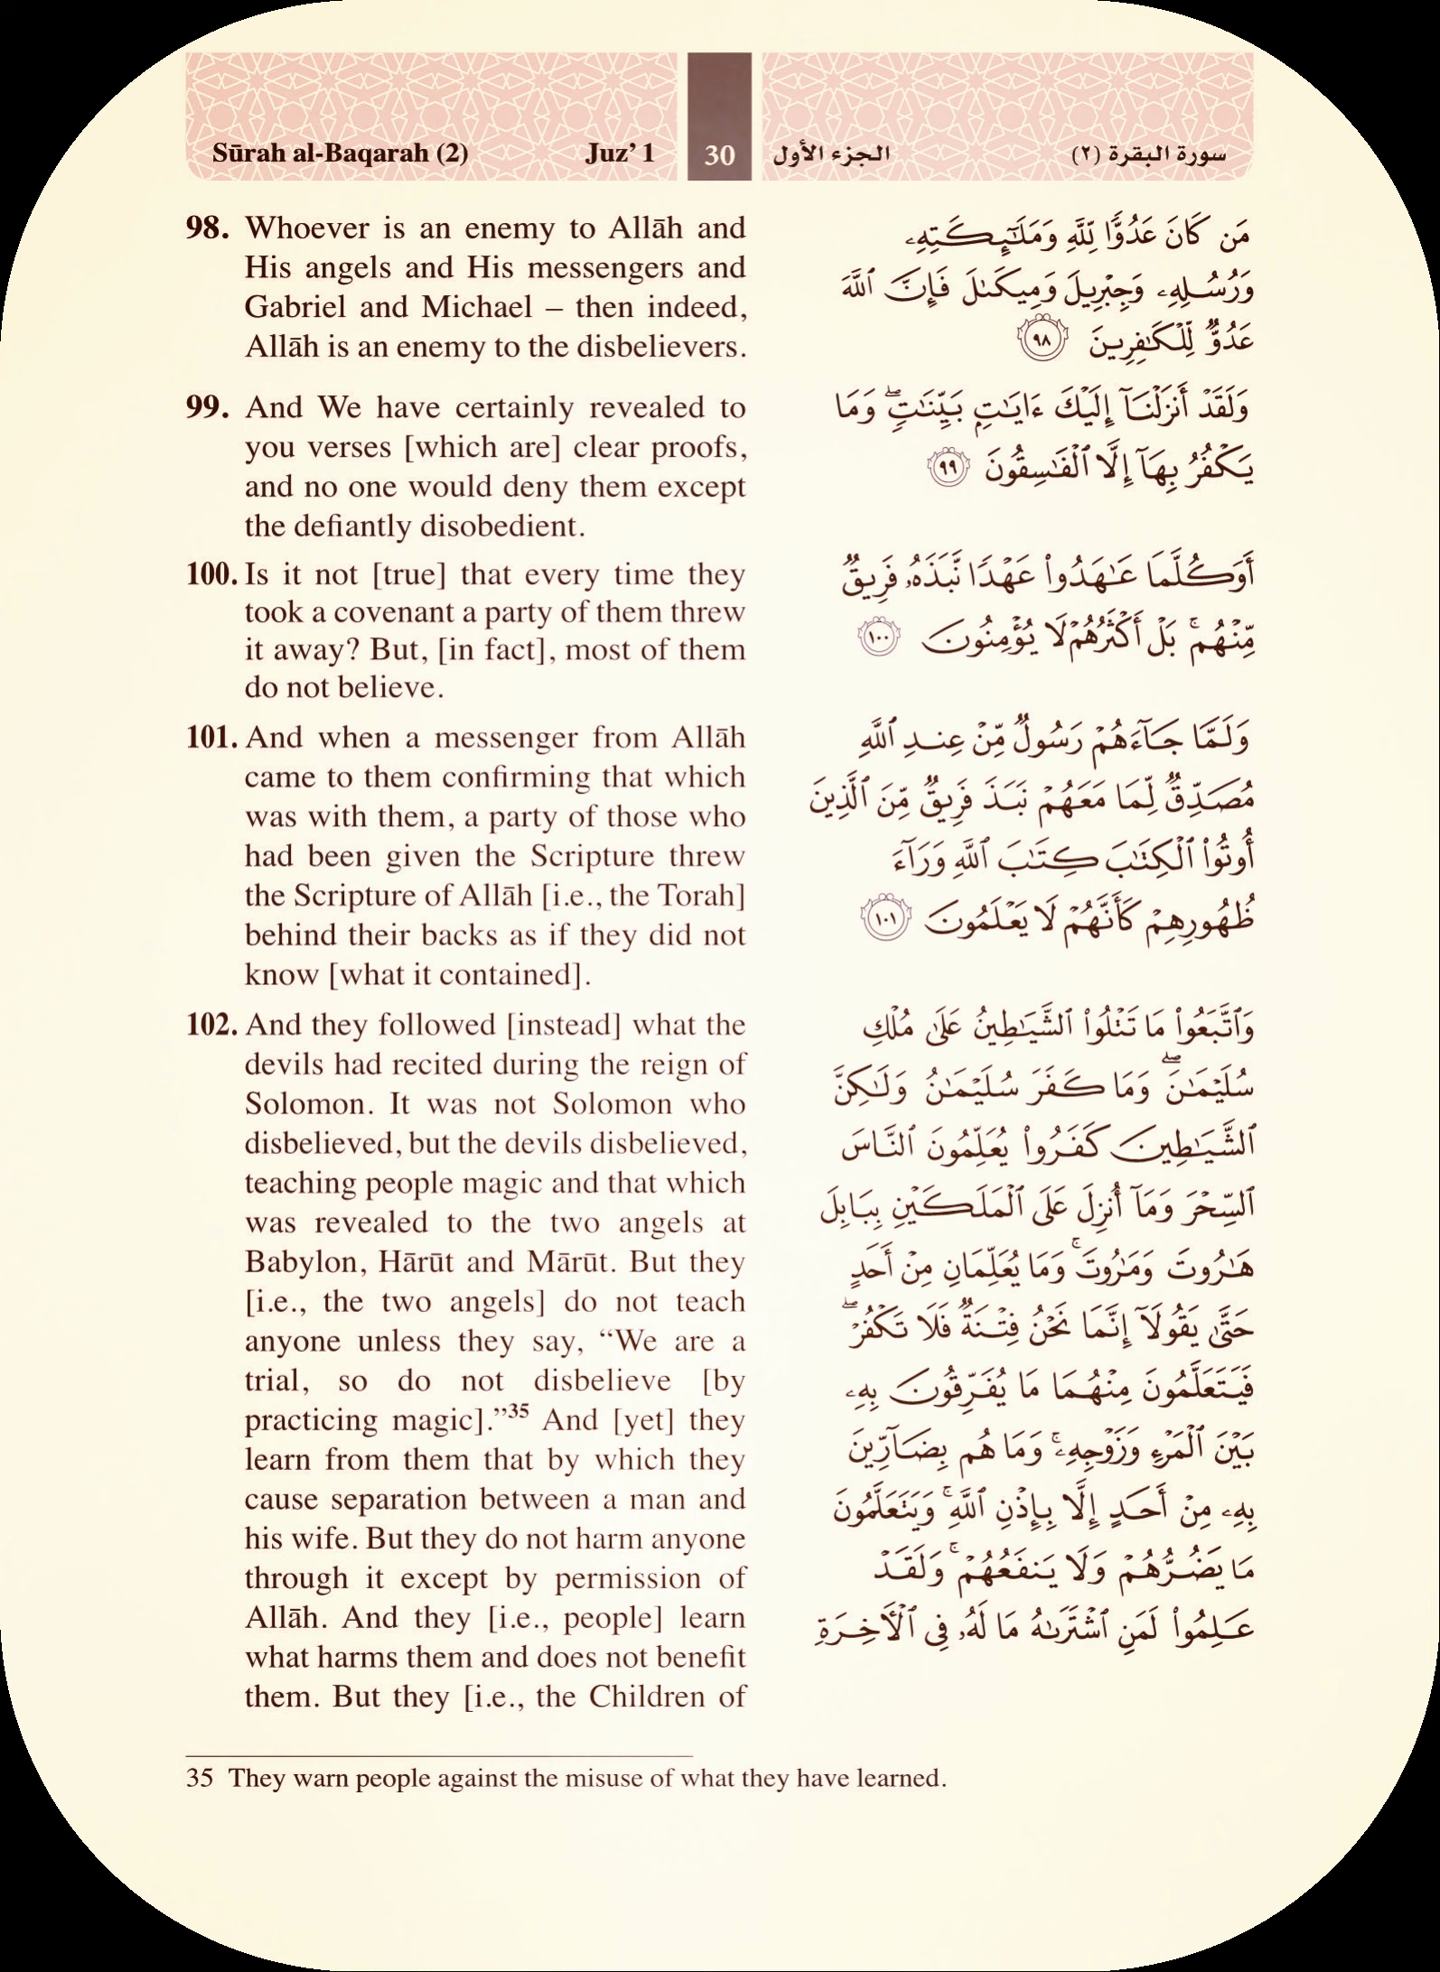 Sūrah al-Baqarah (2) Juz’ 1 30 الجزء الأول سورة البقرة (٢)
98. Whoever is an enemy to Allāh and
His angels and His messengers and
Gabriel and Michael – then indeed,
Allāh is an enemy to the disbelievers.
99. And We have certainly revealed to
you verses [which are] clear proofs,
and no one would deny them except
the defiantly disobedient.
100. Is it not [true] that every time they
took a covenant a party of them threw
it away? But, [in fact], most of them
do not believe.
101. And when a messenger from Allāh
came to them confirming that which
was with them, a party of those who
had been given the Scripture threw
the Scripture of Allāh [i.e., the Torah]
behind their backs as if they did not
know [what it contained].
102. And they followed [instead] what the
devils had recited during the reign of
Solomon. It was not Solomon who
disbelieved, but the devils disbelieved,
teaching people magic and that which
was revealed to the two angels at
Babylon, Hārūt and Mārūt. But they
[i.e., the two angels] do not teach
anyone unless they say, “We are a
trial, so do not disbelieve [by
practicing magic].”35 And [yet] they
learn from them that by which they
cause separation between a man and
his wife. But they do not harm anyone
through it except by permission of
Allāh. And they [i.e., people] learn
what harms them and does not benefit
them. But they [i.e., the Children of
مَن كَانَ عَدُوًّا لِّلَّهِ وَمَلَـٰٓئِكَتِهِۦ
وَرُسُلِهِۦ وَجِبْرِيلَ وَمِيكَىٰلَ فَإِنَّ ٱللَّهَ
عَدُوٌّ لِّلْكَـٰفِرِينَ ٩٨
وَلَقَدْ أَنزَلْنَآ إِلَيْكَ ءَايَـٰتٍۭ بَيِّنَـٰتٍ ۖ وَمَا
يَكْفُرُ بِهَآ إِلَّا ٱلْفَـٰسِقُونَ ٩٩
أَوَكُلَّمَا عَـٰهَدُوا۟ عَهْدًا نَّبَذَهُۥ فَرِيقٌ
مِّنْهُم ۚ بَلْ أَكْثَرُهُمْ لَا يُؤْمِنُونَ ١٠٠
وَلَمَّا جَآءَهُمْ رَسُولٌ مِّنْ عِندِ ٱللَّهِ
مُصَدِّقٌ لِّمَا مَعَهُمْ نَبَذَ فَرِيقٌ مِّنَ ٱلَّذِينَ
أُوتُوا۟ ٱلْكِتَـٰبَ كِتَـٰبَ ٱللَّهِ وَرَآءَ
ظُهُورِهِمْ كَأَنَّهُمْ لَا يَعْلَمُونَ ١٠١
وَٱتَّبَعُوا۟ مَا تَتْلُوا۟ ٱلشَّيَـٰطِينُ عَلَىٰ مُلْكِ
سُلَيْمَـٰنَ ۖ وَمَا كَفَرَ سُلَيْمَـٰنُ وَلَـٰكِنَّ
ٱلشَّيَـٰطِينَ كَفَرُوا۟ يُعَلِّمُونَ ٱلنَّاسَ
ٱلسِّحْرَ وَمَآ أُنزِلَ عَلَى ٱلْمَلَكَيْنِ بِبَابِلَ
هَـٰرُوتَ وَمَـٰرُوتَ ۚ وَمَا يُعَلِّمَانِ مِنْ أَحَدٍ
حَتَّىٰ يَقُولَآ إِنَّمَا نَحْنُ فِتْنَةٌ فَلَا تَكْفُرْ ۖ
فَيَتَعَلَّمُونَ مِنْهُمَا مَا يُفَرِّقُونَ بِهِۦ
بَيْنَ ٱلْمَرْءِ وَزَوْجِهِۦ ۚ وَمَا هُم بِضَآرِّينَ
بِهِۦ مِنْ أَحَدٍ إِلَّا بِإِذْنِ ٱللَّهِ ۚ وَيَتَعَلَّمُونَ
مَا يَضُرُّهُمْ وَلَا يَنفَعُهُمْ ۚ وَلَقَدْ
عَلِمُوا۟ لَمَنِ ٱشْتَرَىٰهُ مَا لَهُۥ فِى ٱلْـَٔاخِرَةِ
35 They warn people against the misuse of what they have learned.